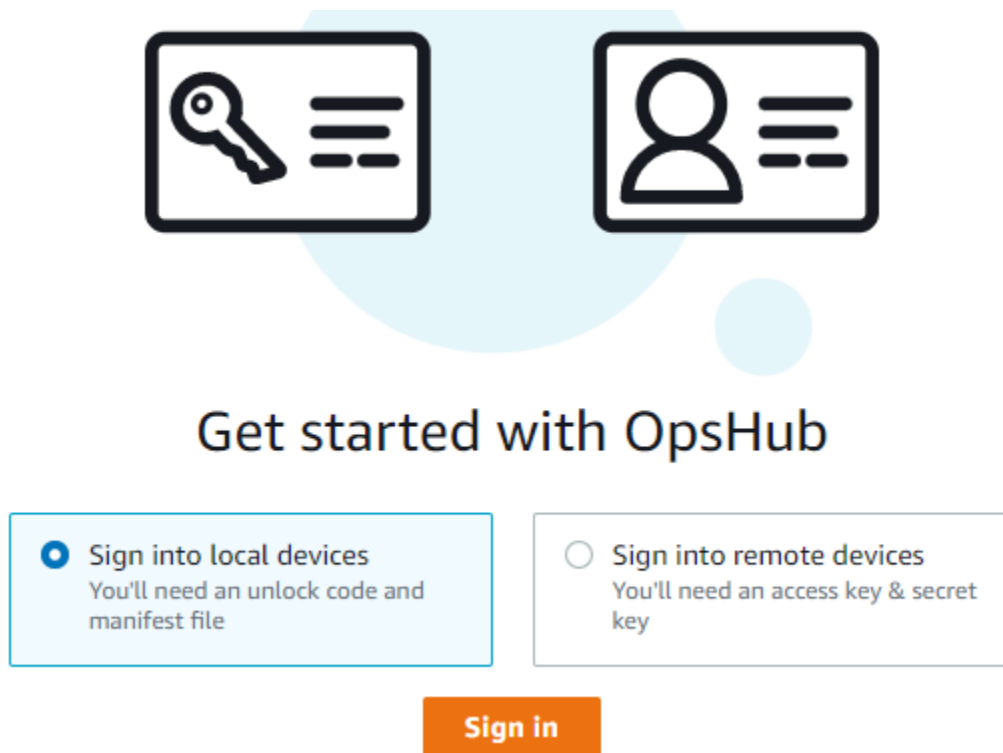 Get started with OpsHub
Sign into local devices
You'll need an unlock code and
manifest file
Sign into remote devices
You'll need an access key & secret
key
Sign in